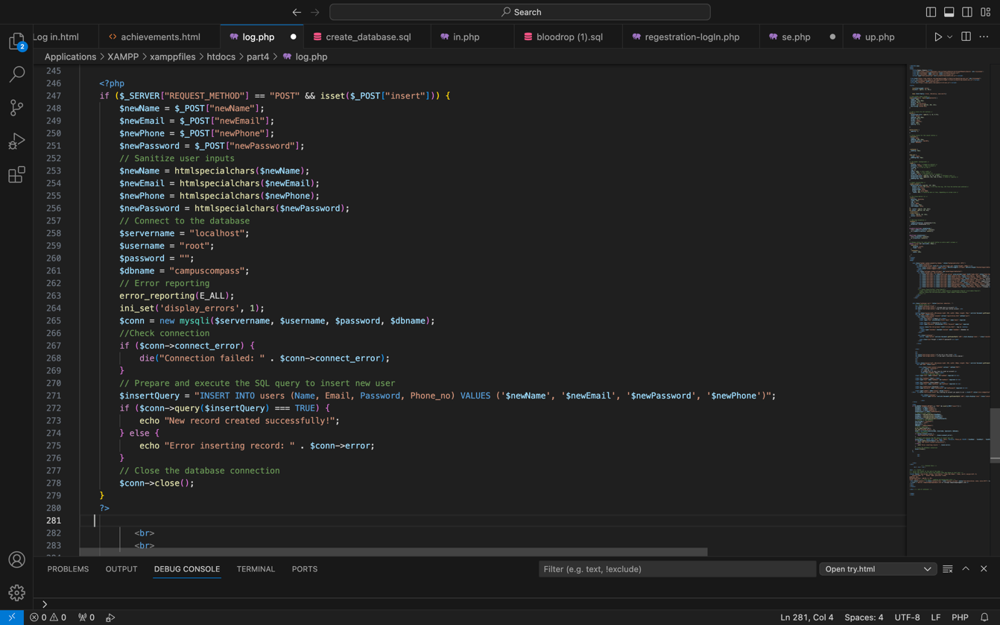 Search
Log in.html
achievements.html
log.php
create_database.sql
in.php
bloodrop (1).sql
regestration-logIn.php
se.php
up.php
2
Applications > XAMPP > xamppfiles > htdocs > part4 > log.php
245
246 <?php
247 if ($_SERVER["REQUEST_METHOD"] == "POST" && isset($_POST["insert"])) {
248 $newName = $_POST["newName"];
249 $newEmail = $_POST["newEmail"];
250 $newPhone = $_POST["newPhone"];
251 $newPassword = $_POST["newPassword"];
252 // Sanitize user inputs
253 $newName = htmlspecialchars($newName);
254 $newEmail = htmlspecialchars($newEmail);
255 $newPhone = htmlspecialchars($newPhone);
256 $newPassword = htmlspecialchars($newPassword);
257 // Connect to the database
258 $servername = "localhost";
259 $username = "root";
260 $password = "";
261 $dbname = "campuscompass";
262 // Error reporting
263 error_reporting(E_ALL);
264 ini_set('display_errors', 1);
265 $conn = new mysqli($servername, $username, $password, $dbname);
266 //Check connection
267 if ($conn->connect_error) {
268 die("Connection failed: " . $conn->connect_error);
269 }
270 // Prepare and execute the SQL query to insert new user
271 $insertQuery = "INSERT INTO users (Name, Email, Password, Phone_no) VALUES ('$newName', '$newEmail', '$newPassword', '$newPhone')";
272 if ($conn->query($insertQuery) === TRUE) {
273 echo "New record created successfully!";
274 } else {
275 echo "Error inserting record: " . $conn->error;
276 }
277 // Close the database connection
278 $conn->close();
279 }
280 ?>
281
282 <br>
283 <br>
PROBLEMS OUTPUT DEBUG CONSOLE TERMINAL PORTS
Filter (e.g. text, !exclude)
Open try.html
>
0 0 0
Ln 281, Col 4 Spaces: 4 UTF-8 LF PHP